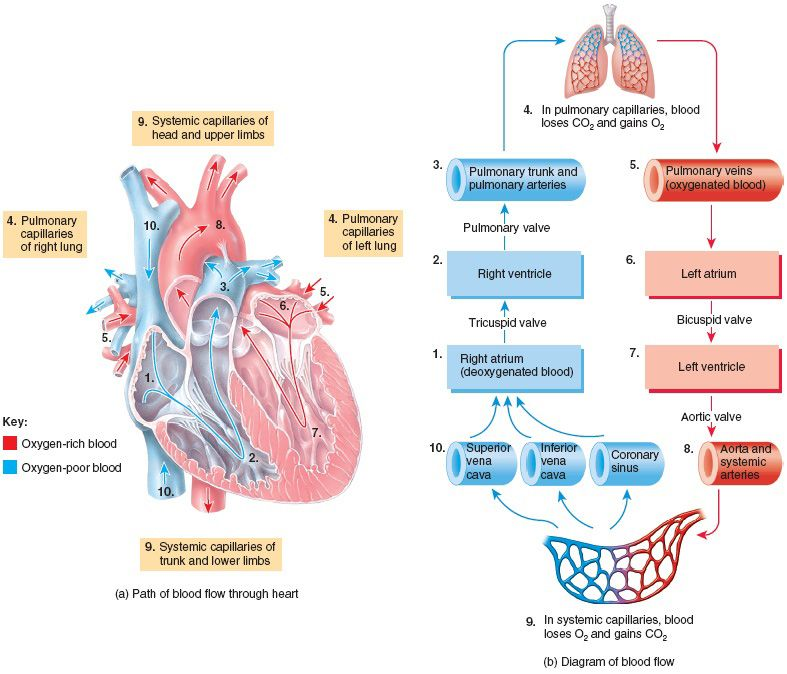 9. Systemic capillaries of
head and upper limbs
4. Pulmonary
capillaries
of right lung
4. Pulmonary
capillaries
of left lung
10.
8.
3.
5.
6.
5.
1.
7.
2.
10.
Key:
Oxygen-rich blood
Oxygen-poor blood
9. Systemic capillaries of
trunk and lower limbs
(a) Path of blood flow through heart
4. In pulmonary capillaries, blood
loses CO2 and gains O2
3. Pulmonary trunk and
pulmonary arteries
5. Pulmonary veins
(oxygenated blood)
Pulmonary valve
2. Right ventricle
6. Left atrium
Tricuspid valve
Bicuspid valve
1. Right atrium
(deoxygenated blood)
7. Left ventricle
Aortic valve
10. Superior
vena
cava
Inferior
vena
cava
Coronary
sinus
8. Aorta and
systemic
arteries
9. In systemic capillaries, blood
loses O2 and gains CO2
(b) Diagram of blood flow